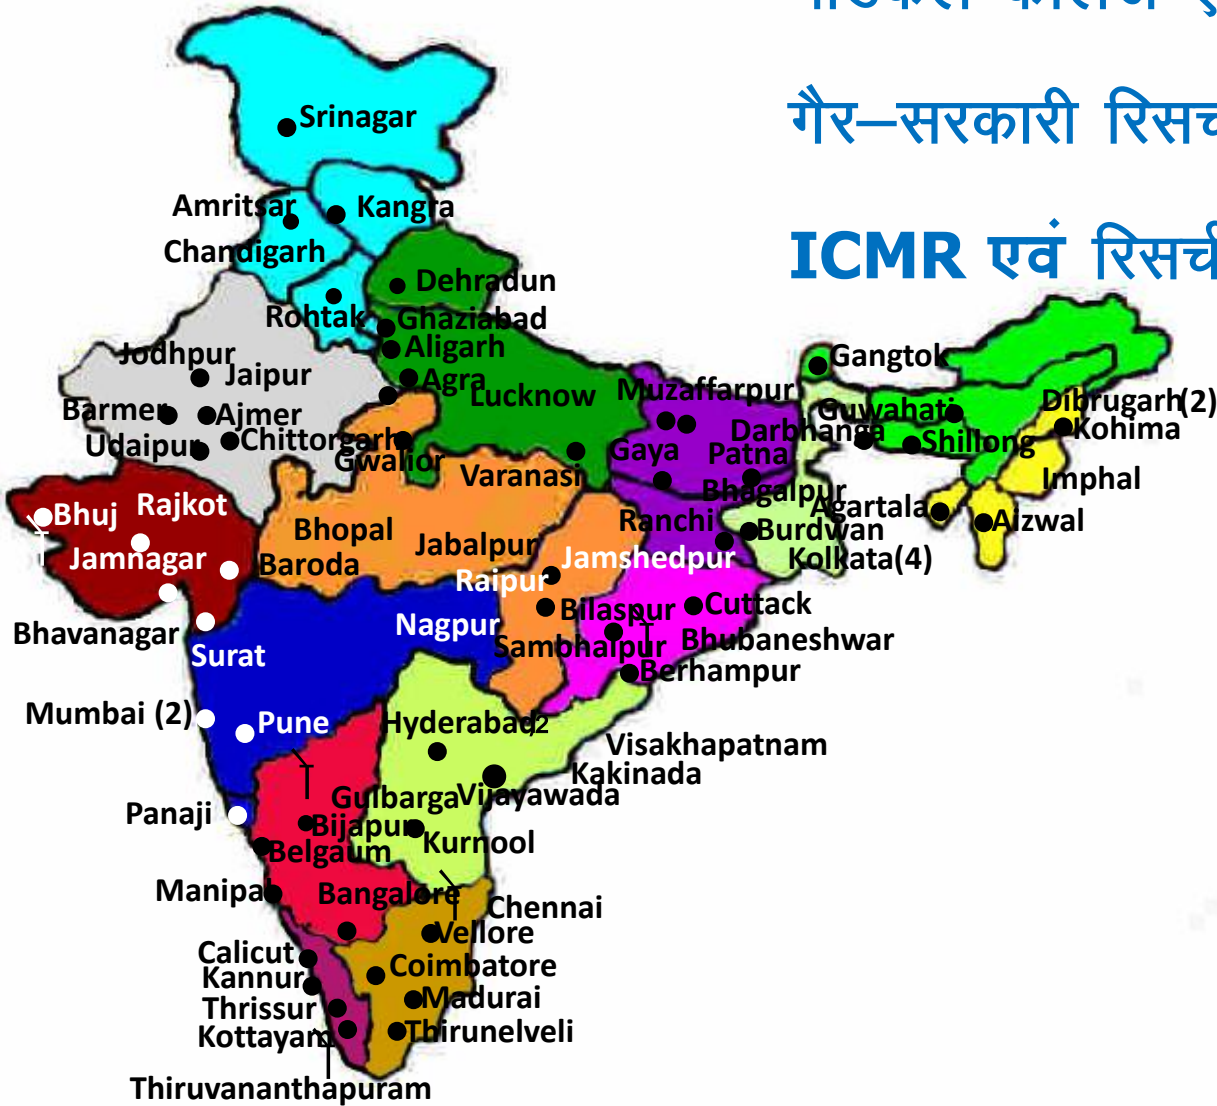 गैर–सरकारी रिसर्च
ICMR एवं रिसर्च
Srinagar
Amritsar
Kangra
Chandigarh
Dehradun
Rohtak
Ghaziabad
Aligarh
Jodhpur
Jaipur
Agra
Lucknow
Muzaffarpur
Gangtok
Barmer
Ajmer
Guwahati
Dibrugarh(2)
Udaipur
Chittorgarh
Darbhanga
Shillong
Kohima
Gwalior
Varanasi
Gaya
Patna
Imphal
Bhagalpur
Bhuj
Rajkot
Agartala
Aizwal
Bhopal
Ranchi
Burdwan
Jamnagar
Baroda
Jabalpur
Jamshedpur
Kolkata(4)
Raipur
Bilaspur
Cuttack
Bhavanagar
Nagpur
Sambhalpur
Bhubaneshwar
Surat
Berhampur
Mumbai (2)
Pune
Hyderabad,2
Visakhapatnam
Kakinada
Gulbarga
Vijayawada
Panaji
Bijapur
Kurnool
Belgaum
Manipal
Bangalore
Chennai
Vellore
Calicut
Coimbatore
Kannur
Thrissur
Madurai
Kottayam
Thirunelveli
Thiruvananthapuram